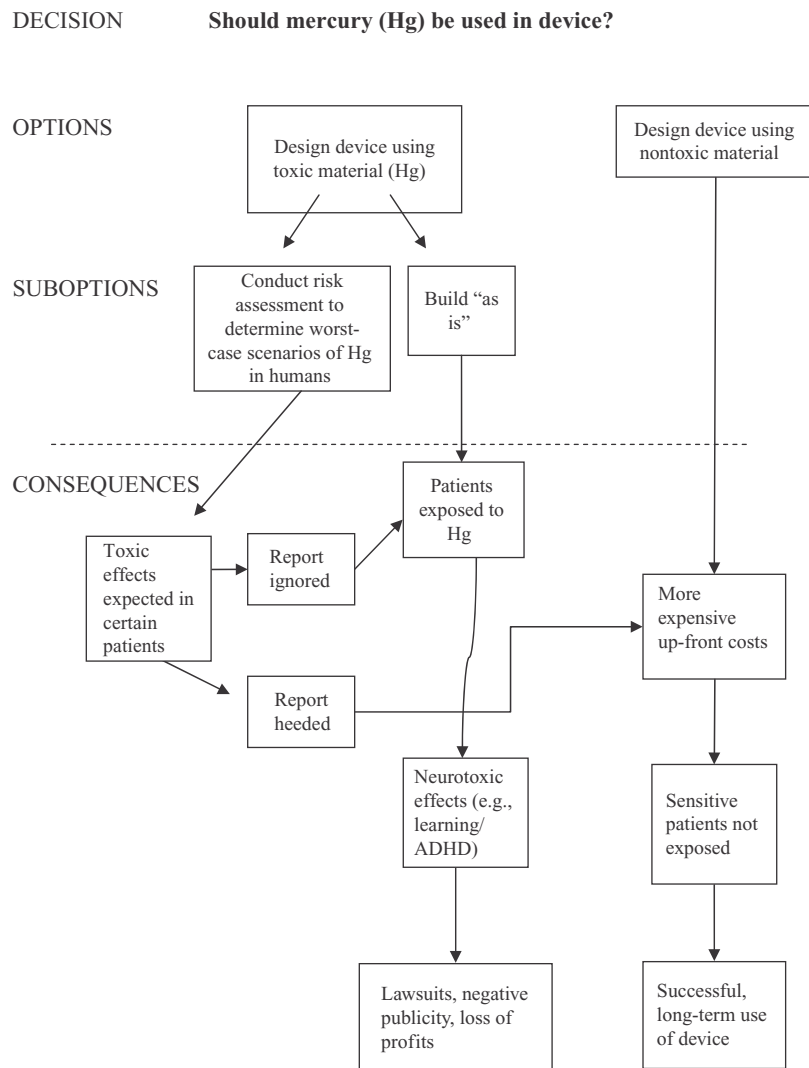 DECISION Should mercury (Hg) be used in device?
OPTIONS
Design device using
toxic material (Hg)
Design device using
nontoxic material
SUBOPTIONS
Conduct risk
assessment to
determine worst-
case scenarios of Hg
in humans
Build “as
is”
CONSEQUENCES
Patients
exposed to
Hg
Toxic
effects
expected in
certain
patients
Report
ignored
More
expensive
up-front costs
Report
heeded
Neurotoxic
effects (e.g.,
learning/
ADHD)
Sensitive
patients not
exposed
Lawsuits, negative
publicity, loss of
profits
Successful,
long-term use
of device